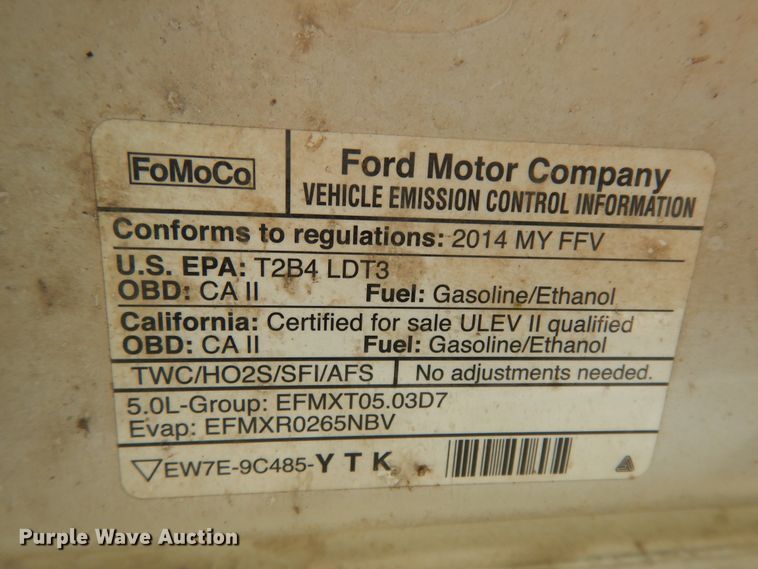 FoMoCo
Ford Motor Company
VEHICLE EMISSION CONTROL INFORMATION
Conforms to regulations: 2014 MY FFV
U.S. EPA: T2B4 LDT3
OBD: CA II Fuel: Gasoline/Ethanol
California: Certified for sale ULEV II qualified
OBD: CA II Fuel: Gasoline/Ethanol
TWC/HO2S/SFI/AFS No adjustments needed.
5.0L-Group: EFMXT05.03D7
Evap: EFMXR0265NBV
EW7E-9C485-YTK
Purple Wave Auction